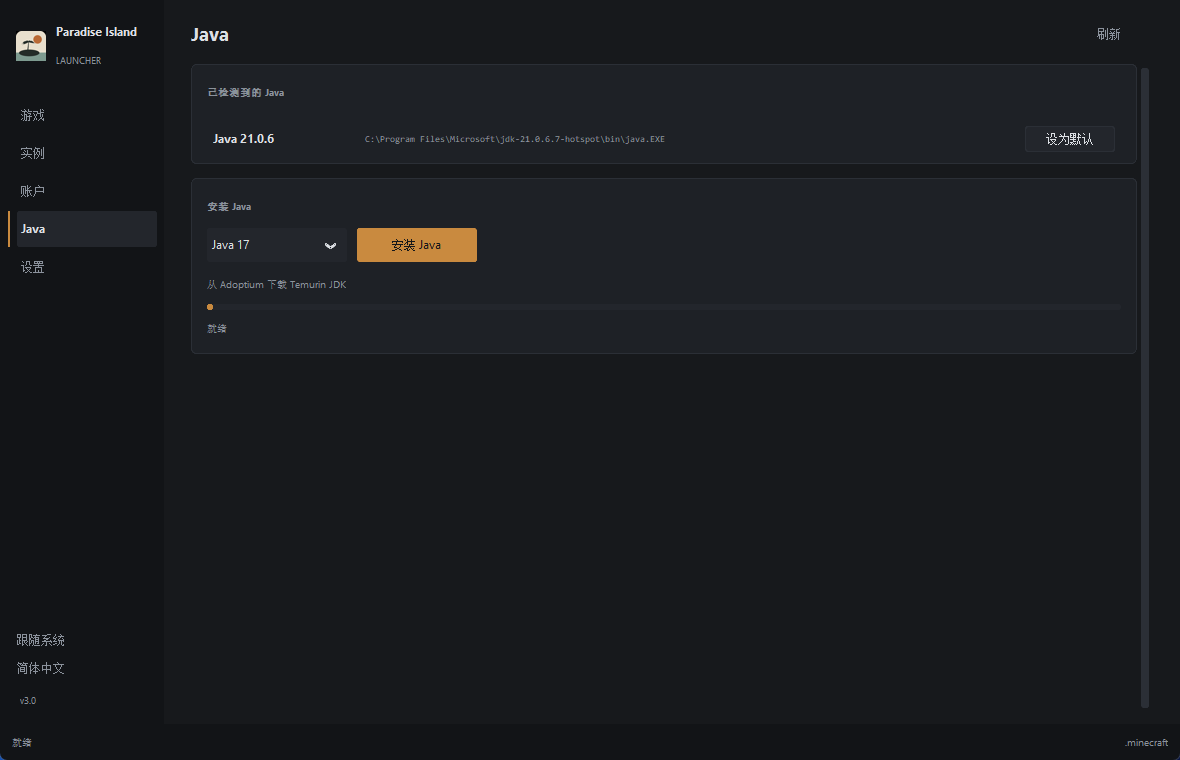 Paradise Island
LAUNCHER
游戏
实例
账户
Java
设置
跟随系统
简体中文
v3.0
Java
刷新
已检测到的 Java
Java 21.0.6
C:\Program Files\Microsoft\jdk-21.0.6.7-hotspot\bin\java.EXE
设为默认
安装 Java
Java 17
安装 Java
从 Adoptium 下载 Temurin JDK
就绪
就绪
.minecraft